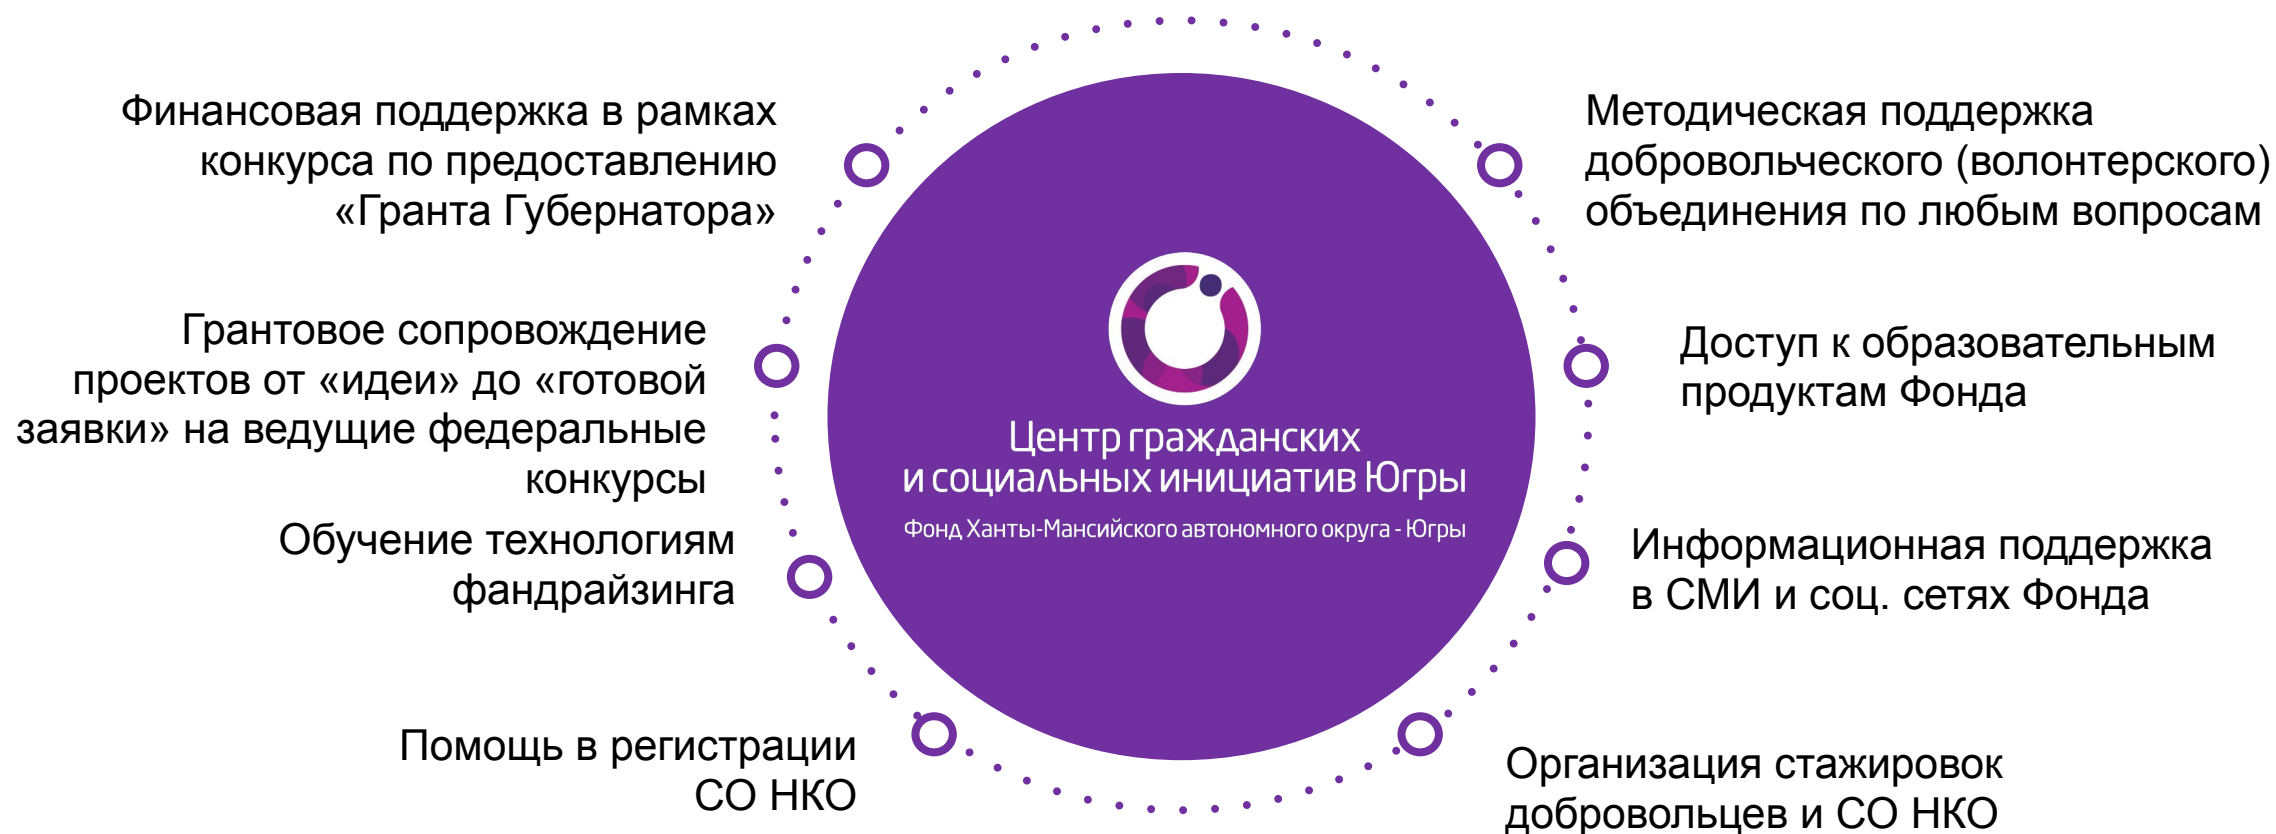 Финансовая поддержка в рамках
конкурса по предоставлению
«Гранта Губернатора»
Грантовое сопровождение
проектов от «идеи» до «готовой
заявки» на ведущие федеральные
конкурсы
Обучение технологиям
фандрайзинга
Помощь в регистрации
СО НКО
Центр гражданских
и социальных инициатив Югры
Фонд Ханты-Мансийского автономного округа - Югры
Методическая поддержка
добровольческого (волонтерского)
объединения по любым вопросам
Доступ к образовательным
продуктам Фонда
Информационная поддержка
в СМИ и соц. сетях Фонда
Организация стажировок
добровольцев и СО НКО